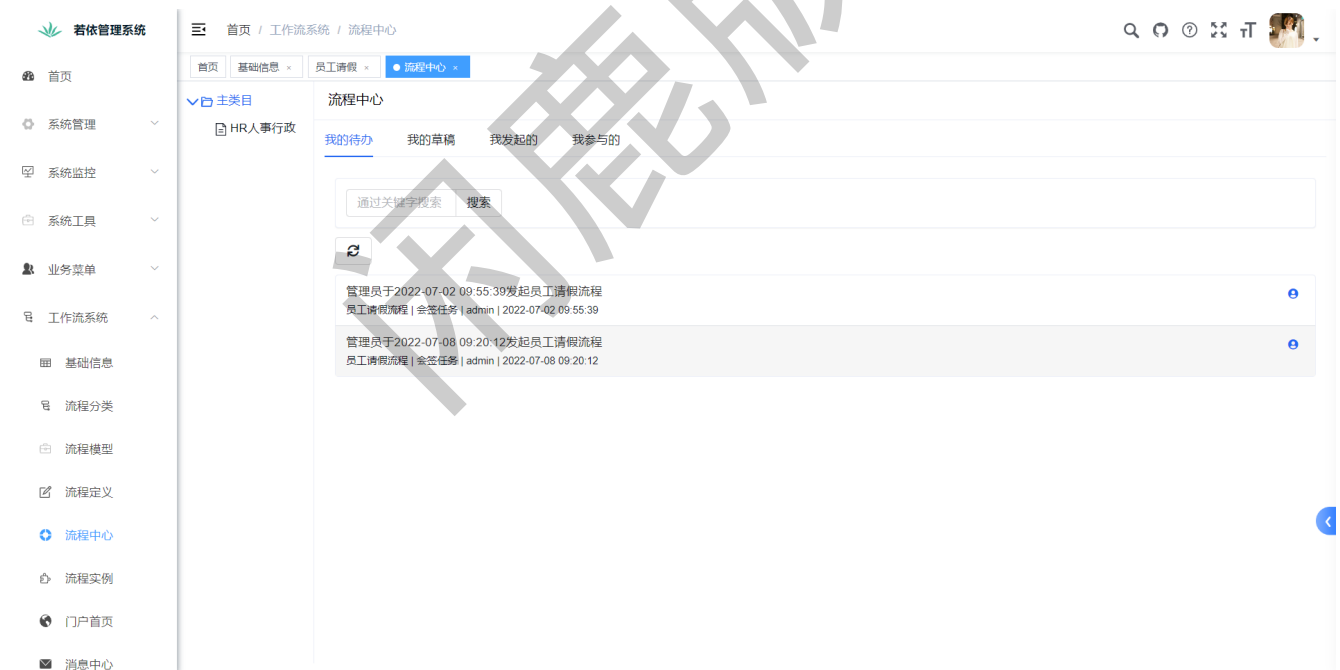 若依管理系统
首页 / 工作流系统 / 流程中心
首页
基础信息 ×
员工请假 ×
流程中心 ×
首页
系统管理
系统监控
系统工具
业务菜单
工作流系统
基础信息
流程分类
流程模型
流程定义
流程中心
流程实例
门户首页
消息中心
主类目
HR人事行政
流程中心
我的待办
我的草稿
我发起的
我参与的
通过关键字搜索 搜索
管理员于2022-07-02 09:55:39发起员工请假流程
员工请假流程 | 会签任务 | admin | 2022-07-02 09:55:39
管理员于2022-07-08 09:20:12发起员工请假流程
员工请假流程 | 会签任务 | admin | 2022-07-08 09:20:12
闲鹿